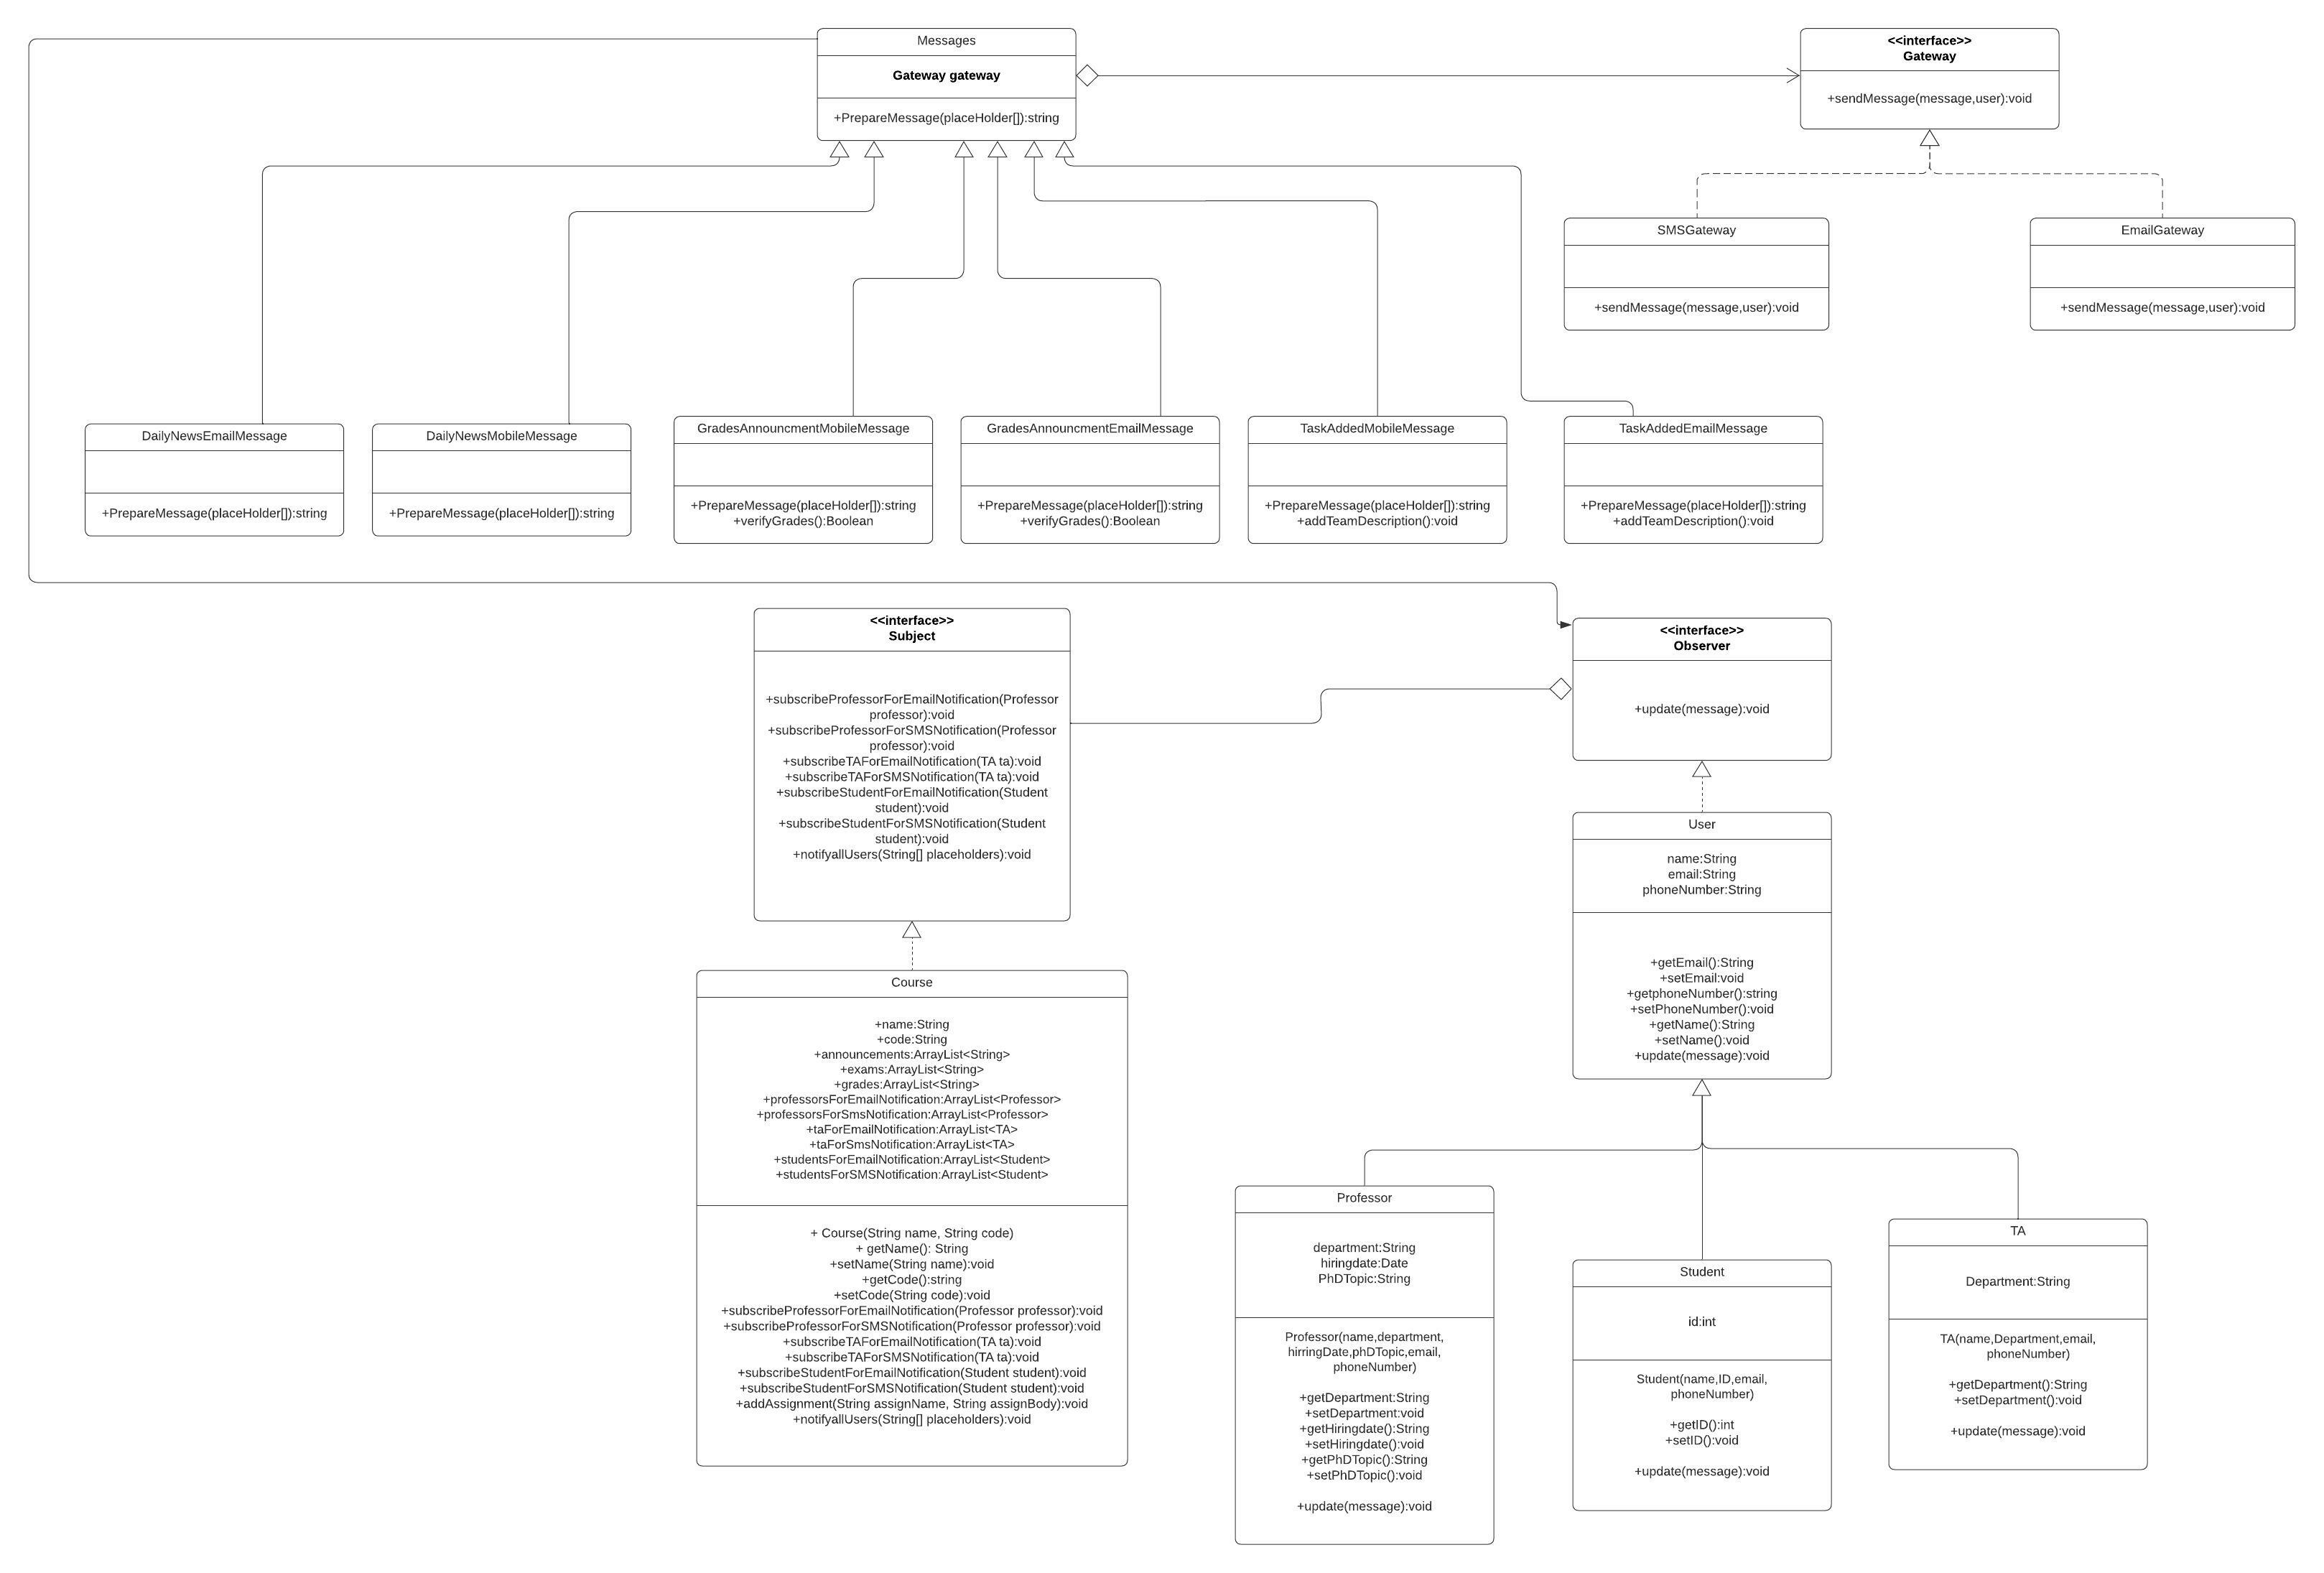 Messages
Gateway gateway
+PrepareMessage(placeHolder[]):string
<<interface>>
Gateway
+sendMessage(message,user):void
SMSGateway
+sendMessage(message,user):void
EmailGateway
+sendMessage(message,user):void
DailyNewsEmailMessage
+PrepareMessage(placeHolder[]):string
DailyNewsMobileMessage
+PrepareMessage(placeHolder[]):string
GradesAnnouncmentMobileMessage
+PrepareMessage(placeHolder[]):string
+verifyGrades():Boolean
GradesAnnouncmentEmailMessage
+PrepareMessage(placeHolder[]):string
+verifyGrades():Boolean
TaskAddedMobileMessage
+PrepareMessage(placeHolder[]):string
+addTeamDescription():void
TaskAddedEmailMessage
+PrepareMessage(placeHolder[]):string
+addTeamDescription():void
<<interface>>
Subject
+subscribeProfessorForEmailNotification(Professor
professor):void
+subscribeProfessorForSMSNotification(Professor
professor):void
+subscribeTAForEmailNotification(TA ta):void
+subscribeTAForSMSNotification(TA ta):void
+subscribeStudentForEmailNotification(Student
student):void
+subscribeStudentForSMSNotification(Student
student):void
+notifyallUsers(String[] placeholders):void
<<interface>>
Observer
+update(message):void
User
name:String
email:String
phoneNumber:String
+getEmail():String
+setEmail:void
+getphoneNumber():string
+setPhoneNumber():void
+getName():String
+setName():void
+update(message):void
Course
+name:String
+code:String
+announcements:ArrayList<String>
+exams:ArrayList<String>
+grades:ArrayList<String>
+professorsForEmailNotification:ArrayList<Professor>
+professorsForSmsNotification:ArrayList<Professor>
+taForEmailNotification:ArrayList<TA>
+taForSmsNotification:ArrayList<TA>
+studentsForEmailNotification:ArrayList<Student>
+studentsForSMSNotification:ArrayList<Student>
+ Course(String name, String code)
+ getName(): String
+setName(String name):void
+getCode():string
+setCode(String code):void
+subscribeProfessorForEmailNotification(Professor professor):void
+subscribeProfessorForSMSNotification(Professor professor):void
+subscribeTAForEmailNotification(TA ta):void
+subscribeTAForSMSNotification(TA ta):void
+subscribeStudentForEmailNotification(Student student):void
+subscribeStudentForSMSNotification(Student student):void
+addAssignment(String assignName, String assignBody):void
+notifyallUsers(String[] placeholders):void
Professor
department:String
hiringdate:Date
PhDTopic:String
Professor(name,department,
hirringDate,phDTopic,email,
phoneNumber)
+getDepartment:String
+setDepartment:void
+getHiringdate():String
+setHiringdate():void
+getPhDTopic():String
+setPhDTopic():void
+update(message):void
Student
id:int
Student(name,ID,email,
phoneNumber)
+getID():int
+setID():void
+update(message):void
TA
Department:String
TA(name,Department,email,
phoneNumber)
+getDepartment():String
+setDepartment():void
+update(message):void